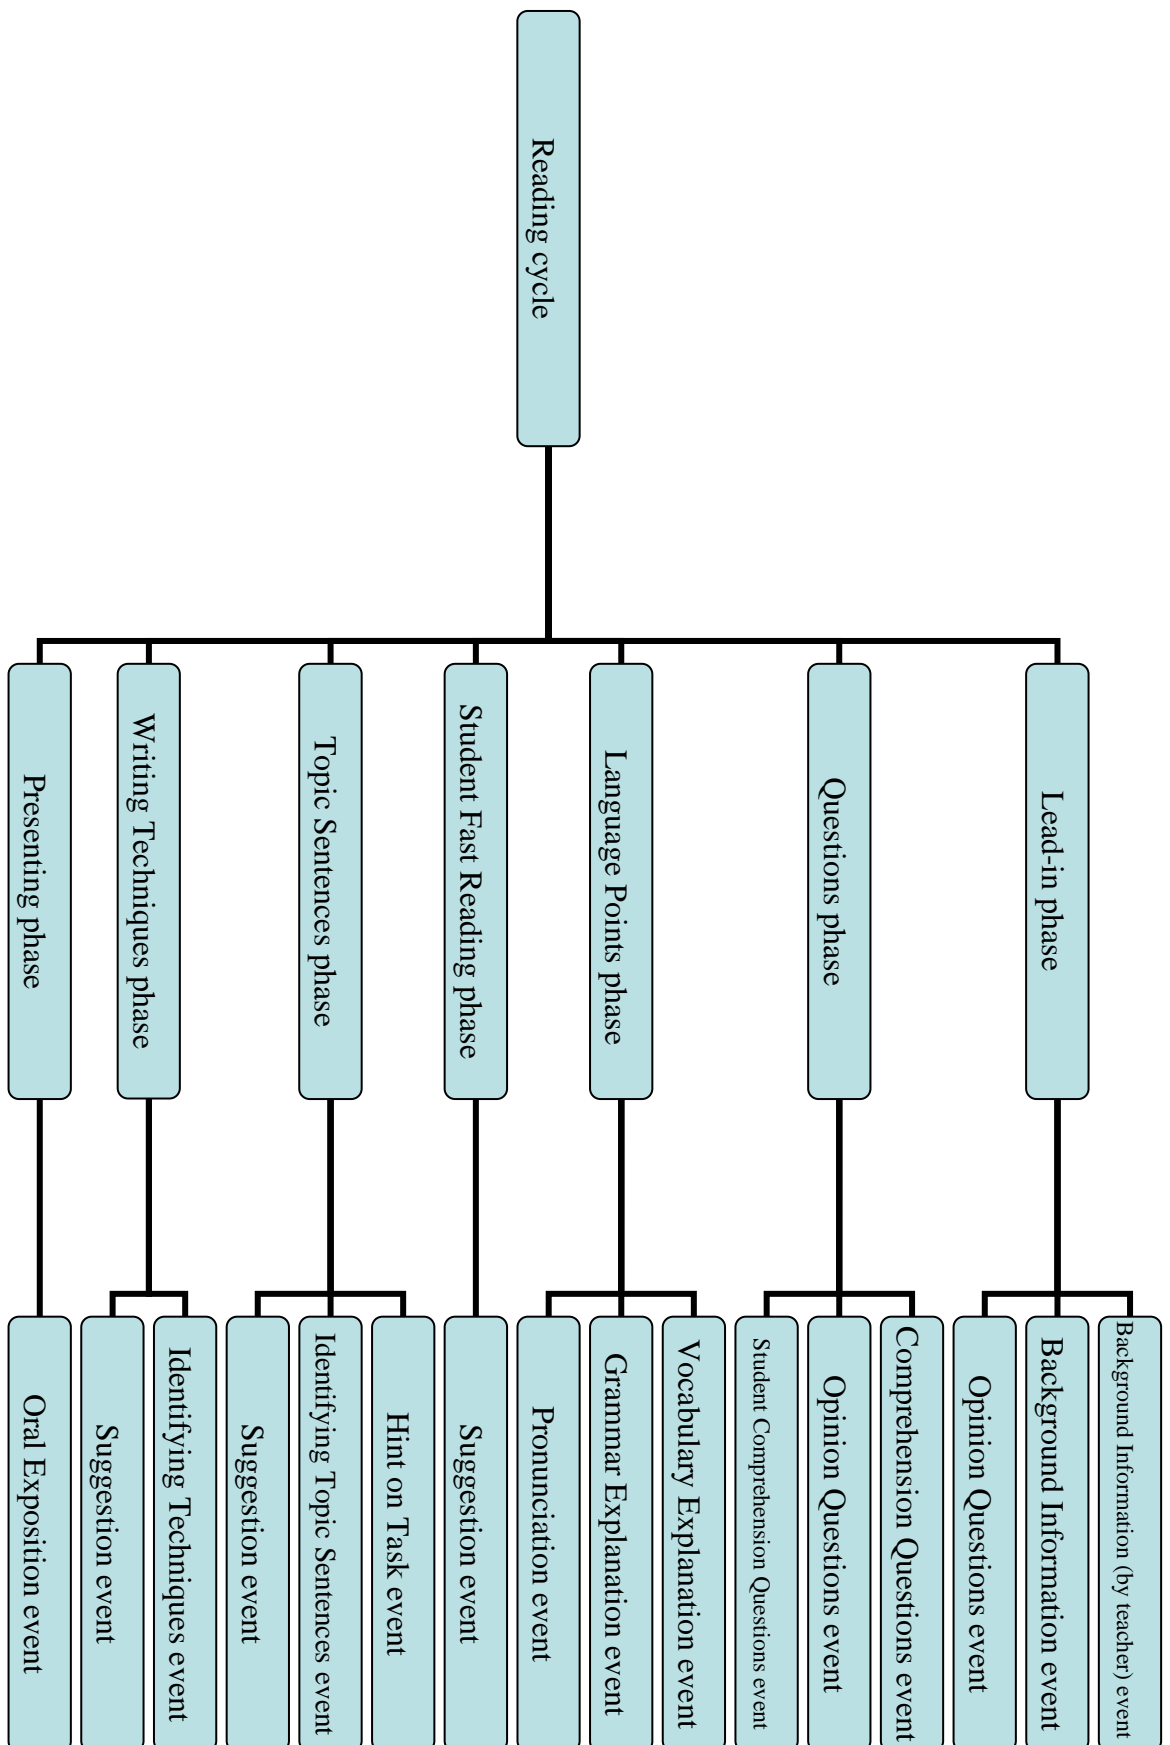 Reading cycle
Lead-in phase
Background Information (by teacher) event
Background Information event
Opinion Questions event
Questions phase
Comprehension Questions event
Opinion Questions event
Student Comprehension Questions event
Language Points phase
Vocabulary Explanation event
Grammar Explanation event
Pronunciation event
Student Fast Reading phase
Suggestion event
Topic Sentences phase
Hint on Task event
Identifying Topic Sentences event
Suggestion event
Writing Techniques phase
Identifying Techniques event
Suggestion event
Presenting phase
Oral Exposition event